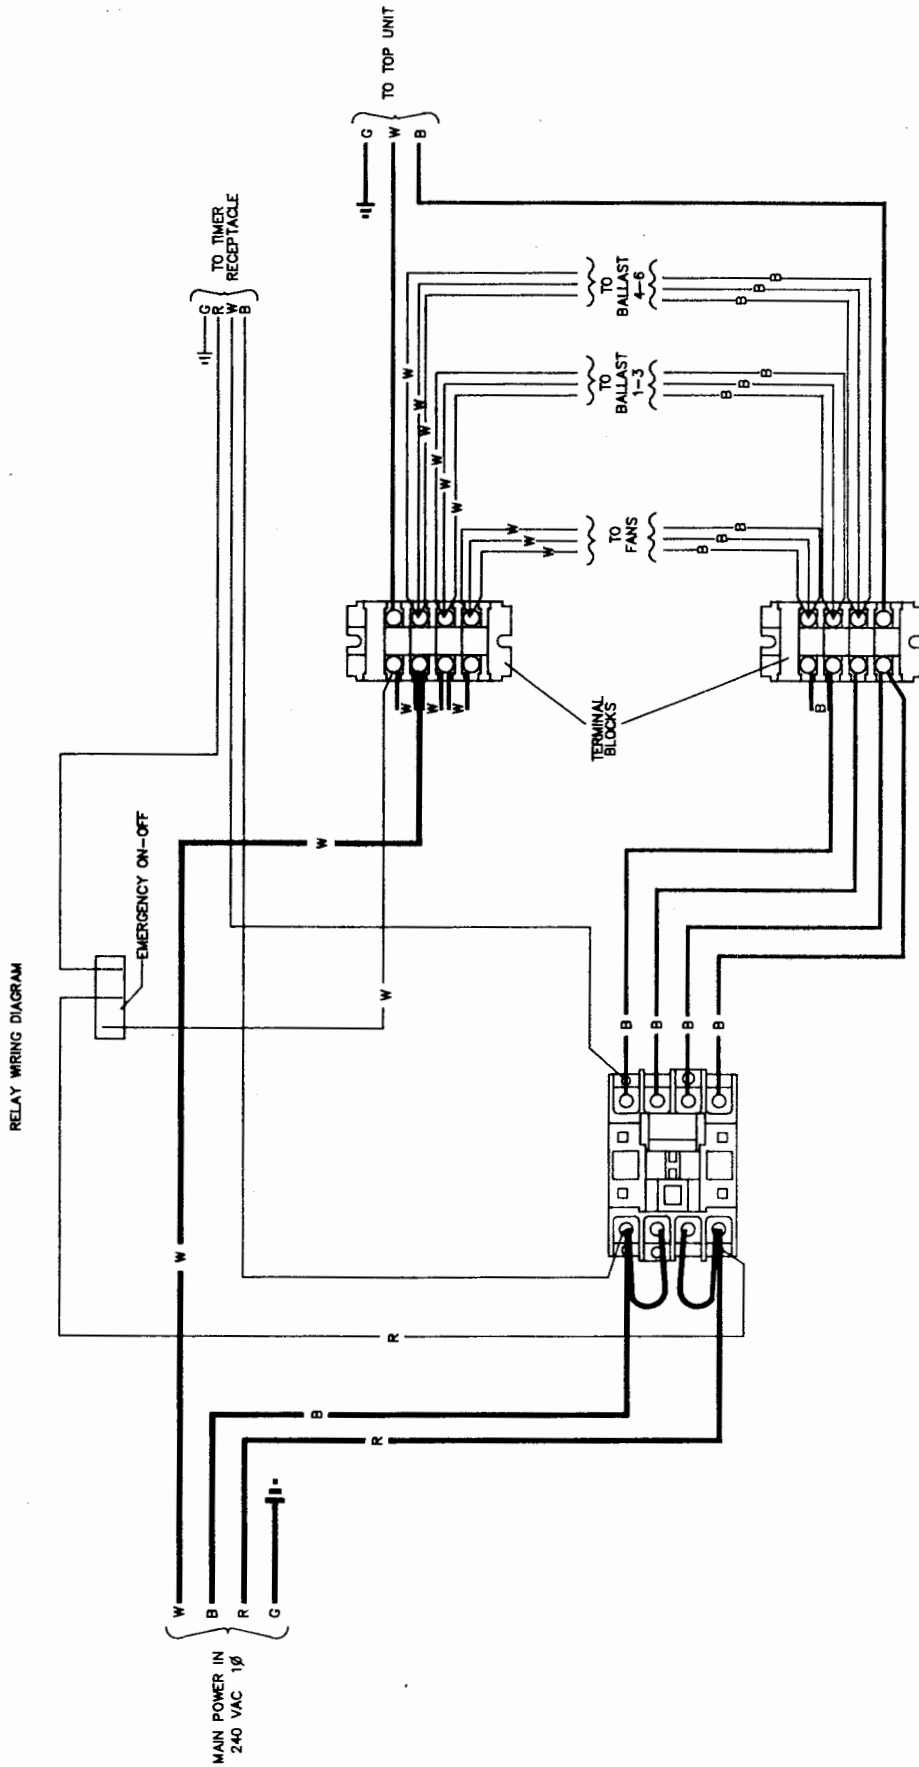 RELAY WIRING DIAGRAM
MAIN POWER IN
240 VAC 1Ø
W
B
R
G
W
B
R
R
EMERGENCY ON-OFF
W
W
TO TIMER
RECEPTACLE
G
R
W
B
TO TOP UNIT
G
W
B
W
W
W
W
W
W
W
W
W
W
W
W
TERMINAL
BLOCKS
TO
FANS
TO
BALLAST
1-3
TO
BALLAST
4-6
B
B
B
B
B
B
B
B
B
B
B
B
B
B